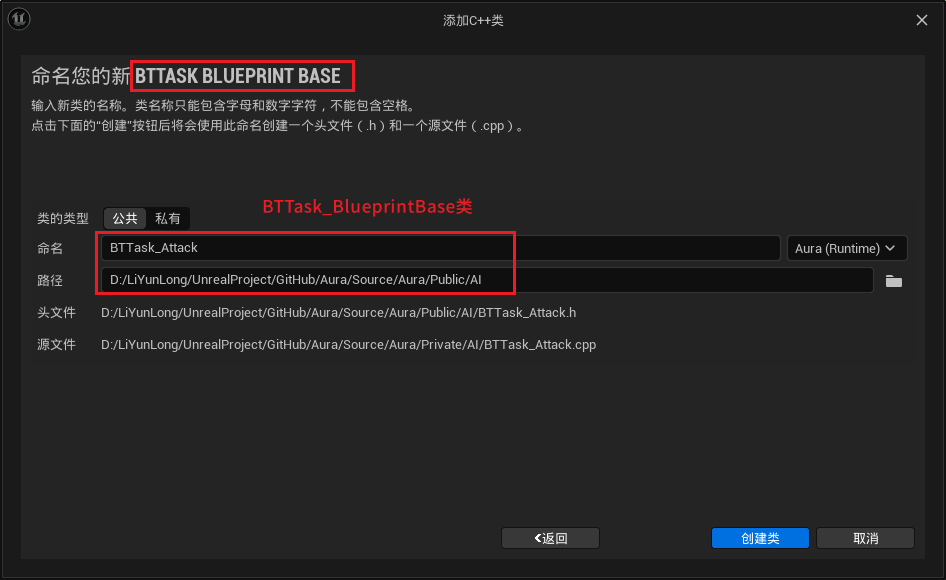 添加C++类
命名您的新BTTASK BLUEPRINT BASE
输入新类的名称。类名称只能包含字母和数字字符，不能包含空格。
点击下面的“创建”按钮后将会使用此命名创建一个头文件（.h）和一个源文件（.cpp）。
BTTask_BlueprintBase类
类的类型 公共 私有
命名 BTTask_Attack Aura (Runtime)
路径 D:/LiYunLong/UnrealProject/GitHub/Aura/Source/Aura/Public/AI
头文件 D:/LiYunLong/UnrealProject/GitHub/Aura/Source/Aura/Public/AI/BTTask_Attack.h
源文件 D:/LiYunLong/UnrealProject/GitHub/Aura/Source/Aura/Private/AI/BTTask_Attack.cpp
返回 创建类 取消